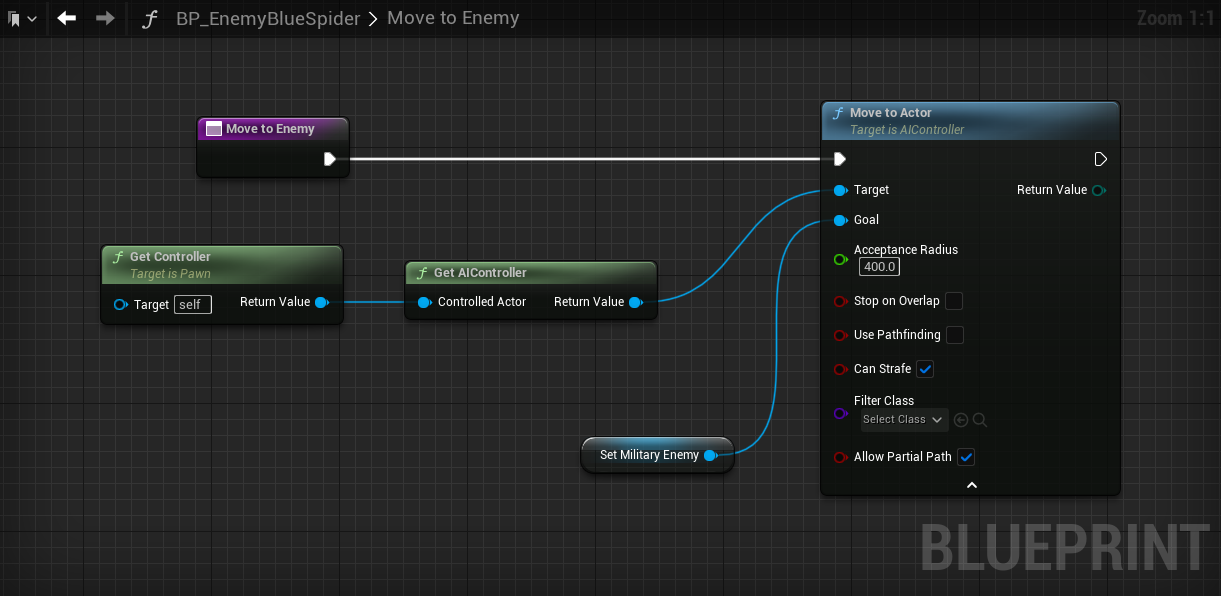 BP_EnemyBlueSpider > Move to Enemy
Zoom 1:1
Move to Enemy
Move to Actor
Target is AIController
Target
Return Value
Goal
Acceptance Radius
400.0
Stop on Overlap
Use Pathfinding
Can Strafe
Filter Class
Select Class
Allow Partial Path
Get Controller
Target is Pawn
Target self
Return Value
Get AIController
Controlled Actor
Return Value
Set Military Enemy
BLUEPRINT